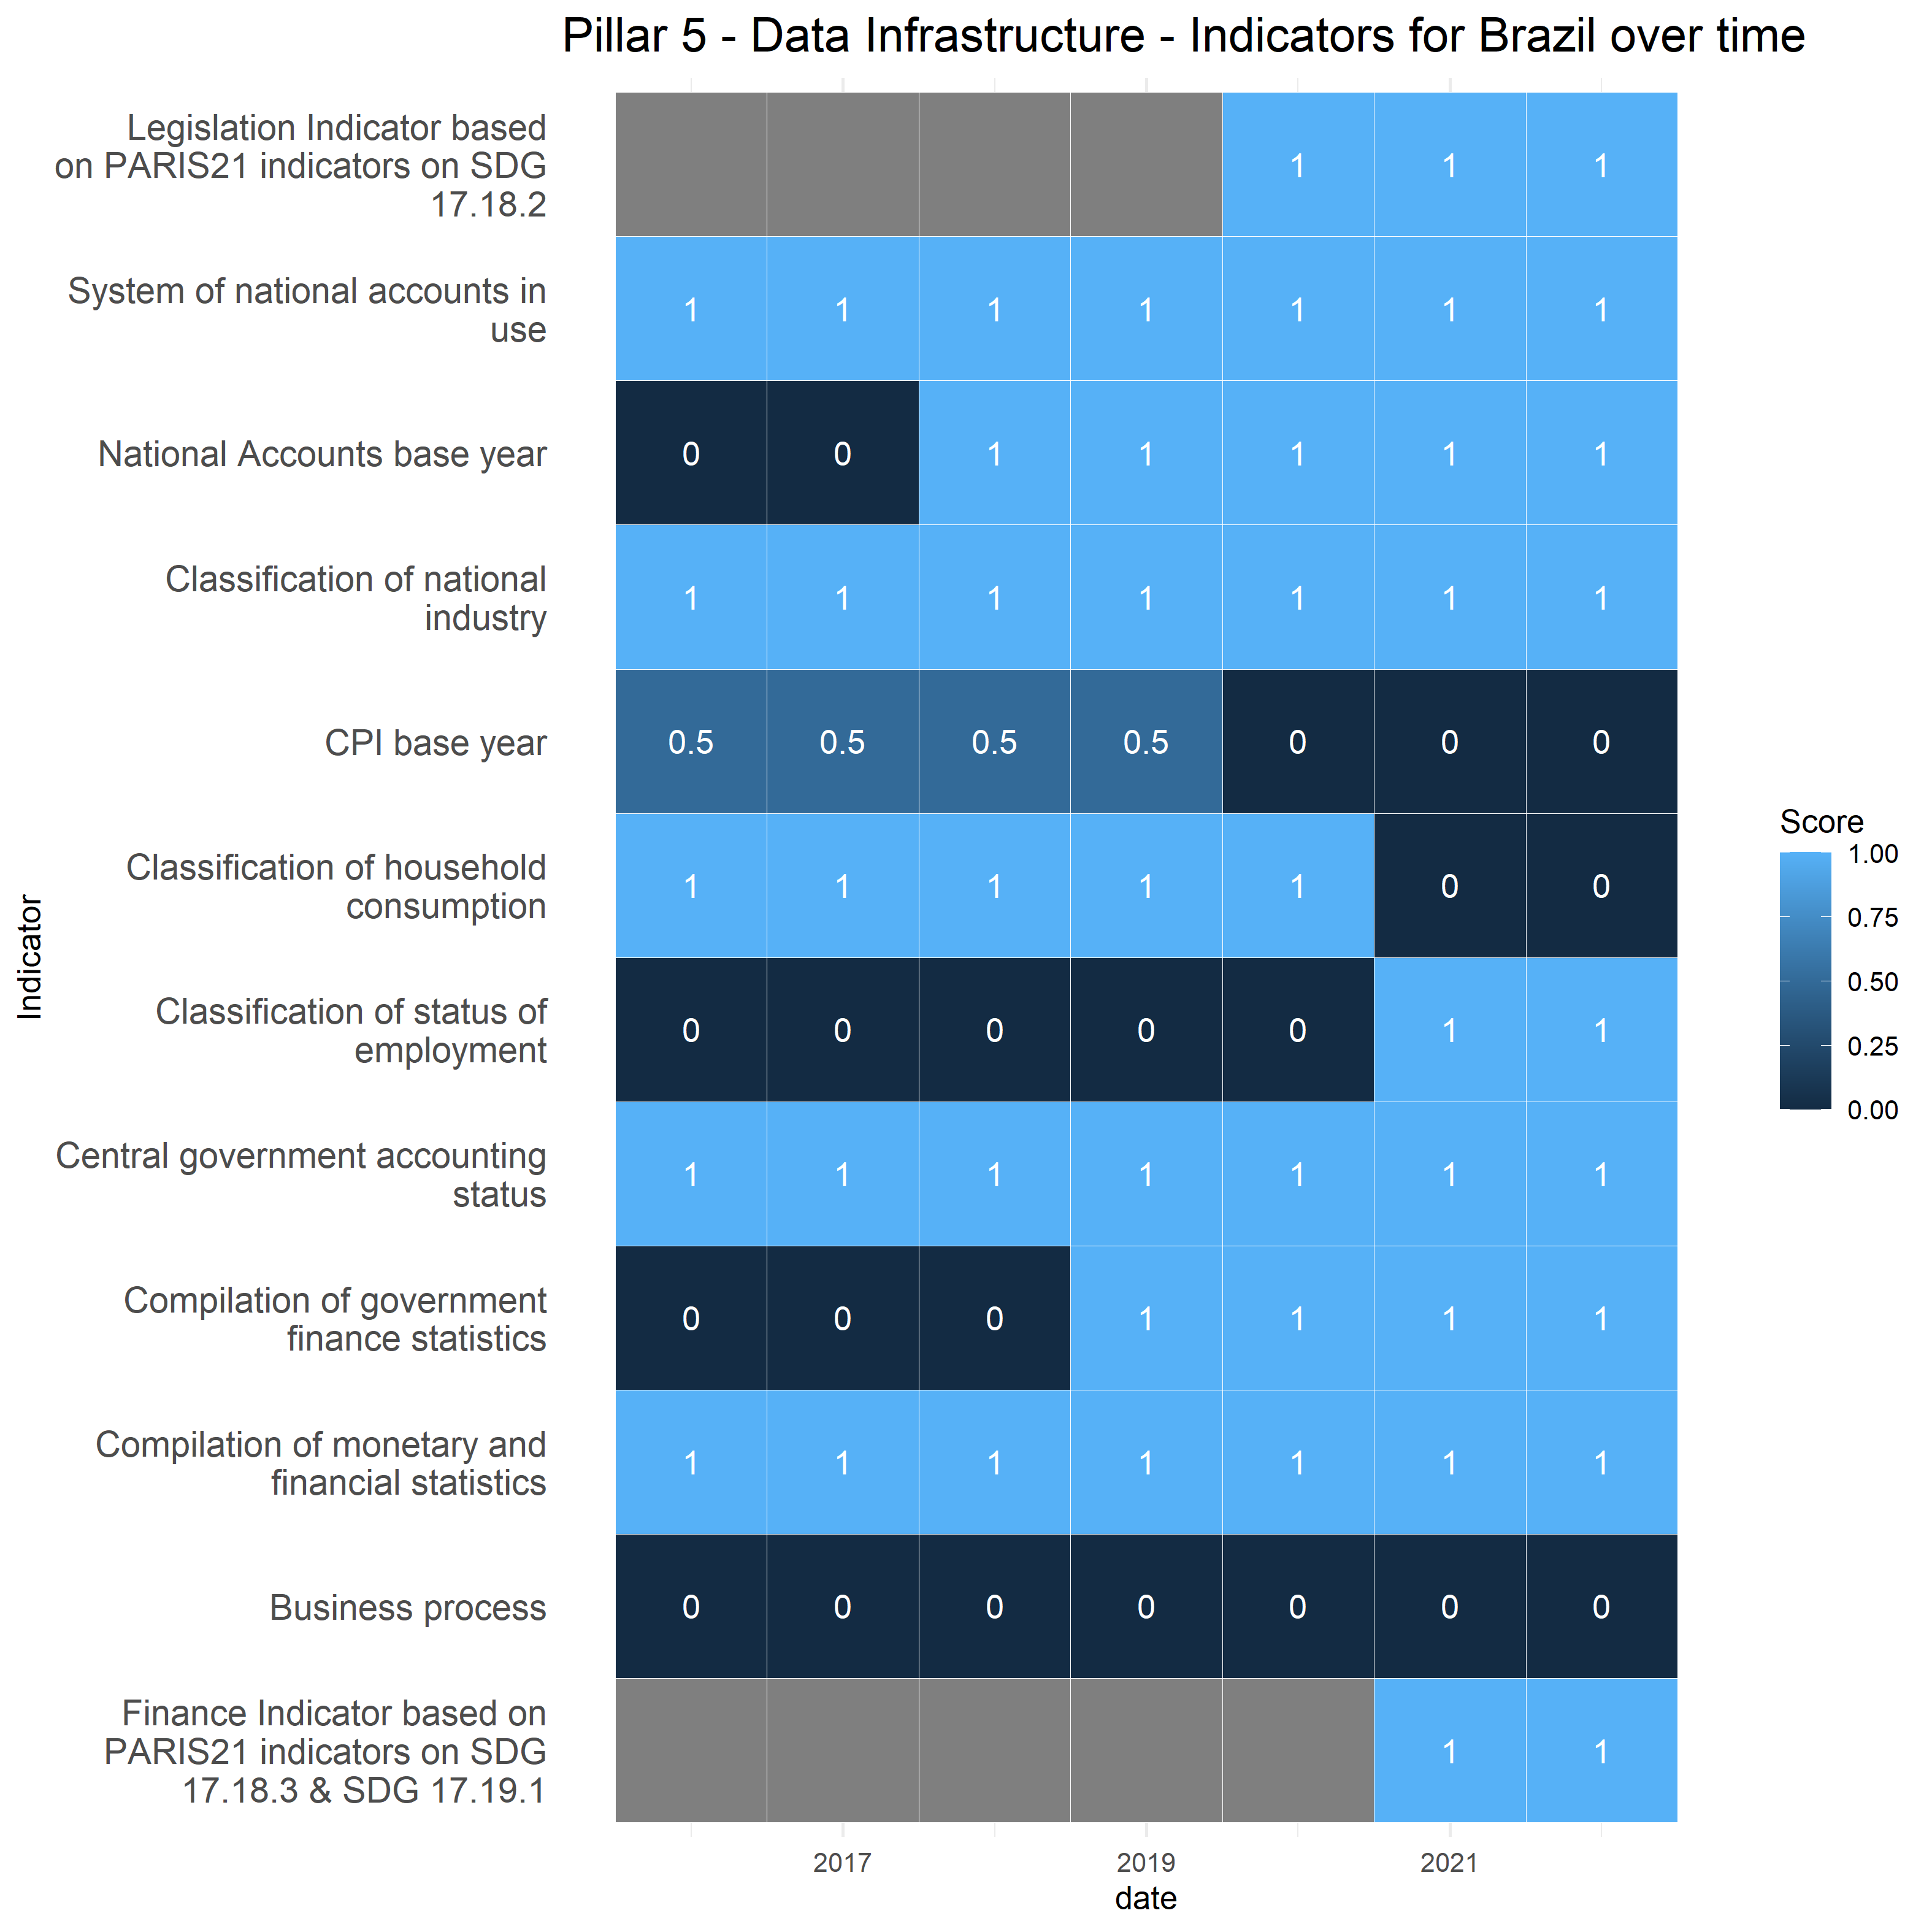 Pillar 5 - Data Infrastructure - Indicators for Brazil over time
Legislation Indicator based
on PARIS21 indicators on SDG
17.18.2
1 1 1
System of national accounts in
use
1 1 1 1 1 1 1
National Accounts base year
0 0 1 1 1 1 1
Classification of national
industry
1 1 1 1 1 1 1
CPI base year
0.5 0.5 0.5 0.5 0 0 0
Classification of household
consumption
1 1 1 1 1 0 0
Classification of status of
employment
0 0 0 0 0 1 1
Central government accounting
status
1 1 1 1 1 1 1
Compilation of government
finance statistics
0 0 0 1 1 1 1
Compilation of monetary and
financial statistics
1 1 1 1 1 1 1
Business process
0 0 0 0 0 0 0
Finance Indicator based on
PARIS21 indicators on SDG
17.18.3 & SDG 17.19.1
1 1
2017 2019 2021
date
Indicator
Score
1.00
0.75
0.50
0.25
0.00